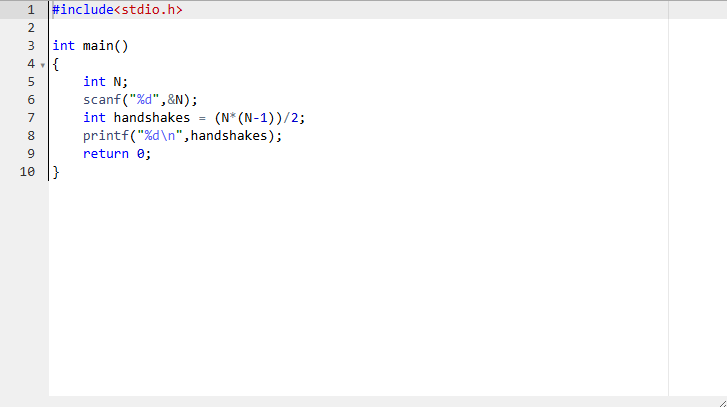 1 #include<stdio.h>
2
3 int main()
4 {
5     int N;
6     scanf("%d",&N);
7     int handshakes = (N*(N-1))/2;
8     printf("%d\n",handshakes);
9     return 0;
10 }